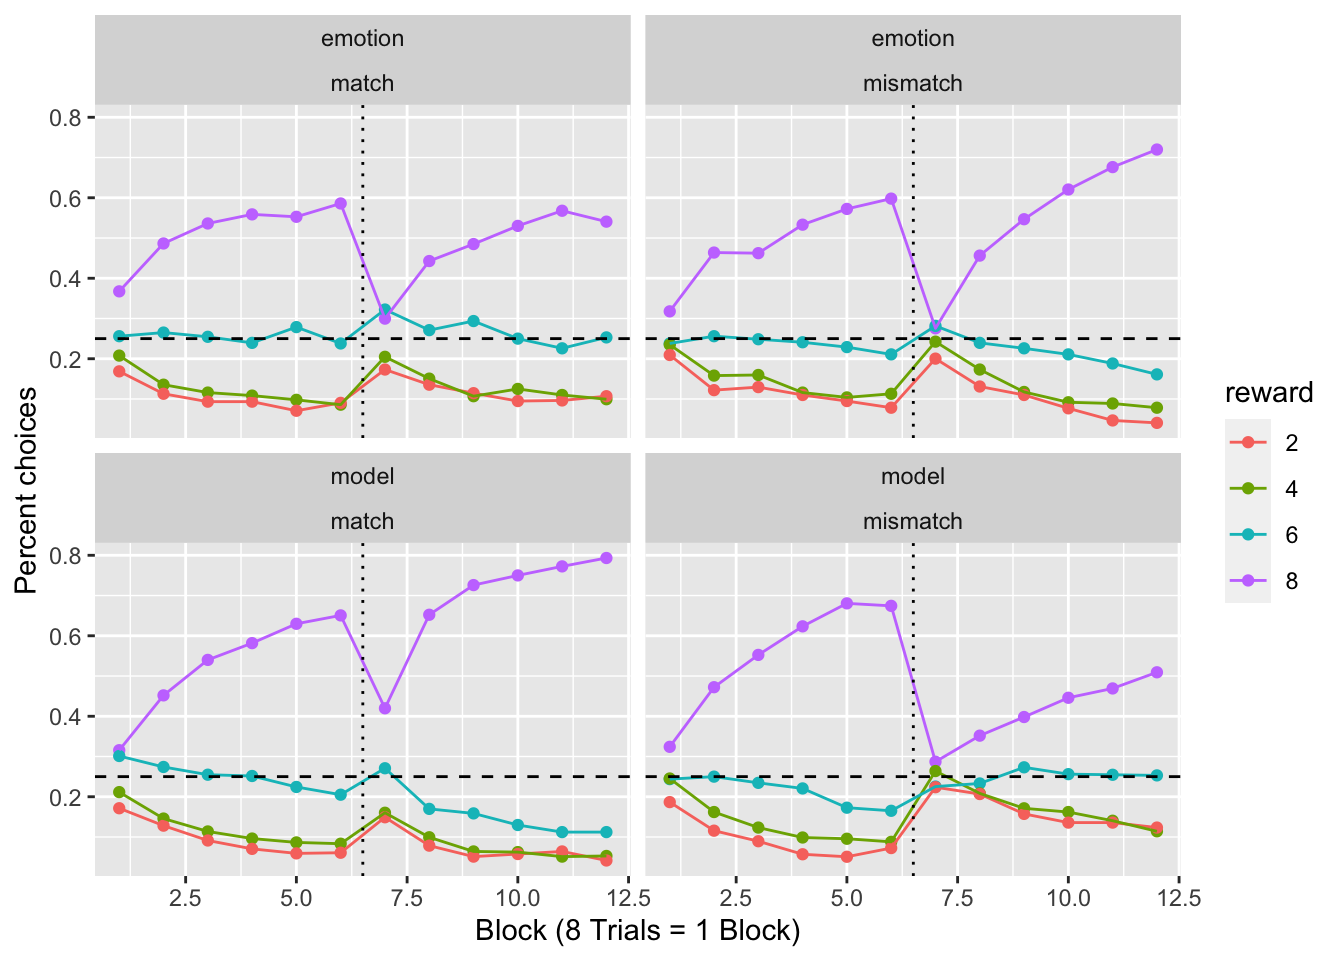 emotion
match
emotion
mismatch
0.8
0.6
0.4
0.2
model
match
model
mismatch
0.8
0.6
0.4
0.2
2.5 5.0 7.5 10.0 12.5
2.5 5.0 7.5 10.0 12.5
Block (8 Trials = 1 Block)
Percent choices
reward
2
4
6
8